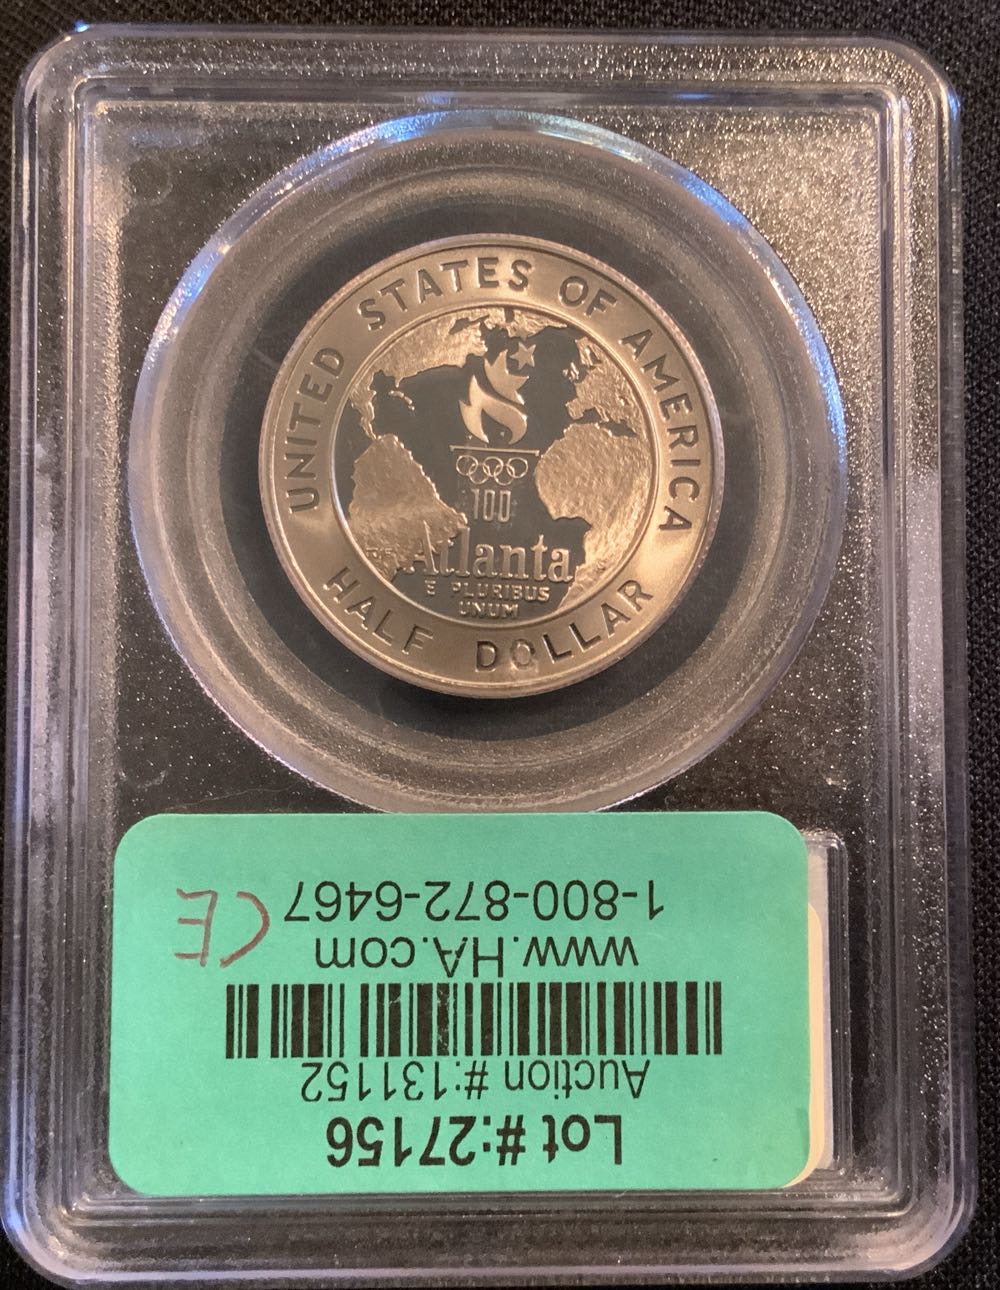 UNITED STATES OF AMERICA
100
Atlanta
E PLURIBUS
UNUM
HALF DOLLAR
Lot #:27156
Auction #:131152
www.HA.com
1-800-872-6467
CE